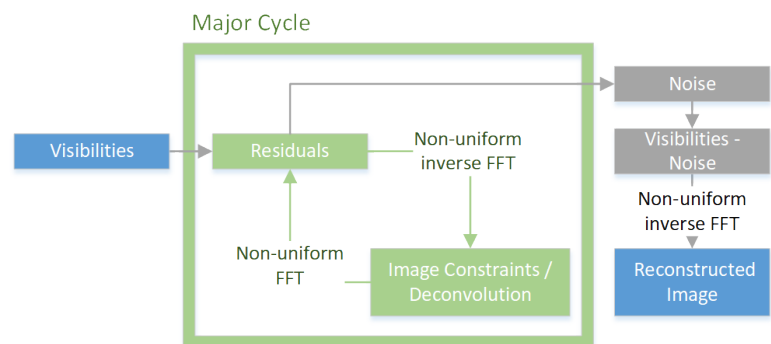 Major Cycle
Visibilities
Residuals
Non-uniform
inverse FFT
Non-uniform
FFT
Image Constraints /
Deconvolution
Noise
Visibilities -
Noise
Non-uniform
inverse FFT
Reconstructed
Image